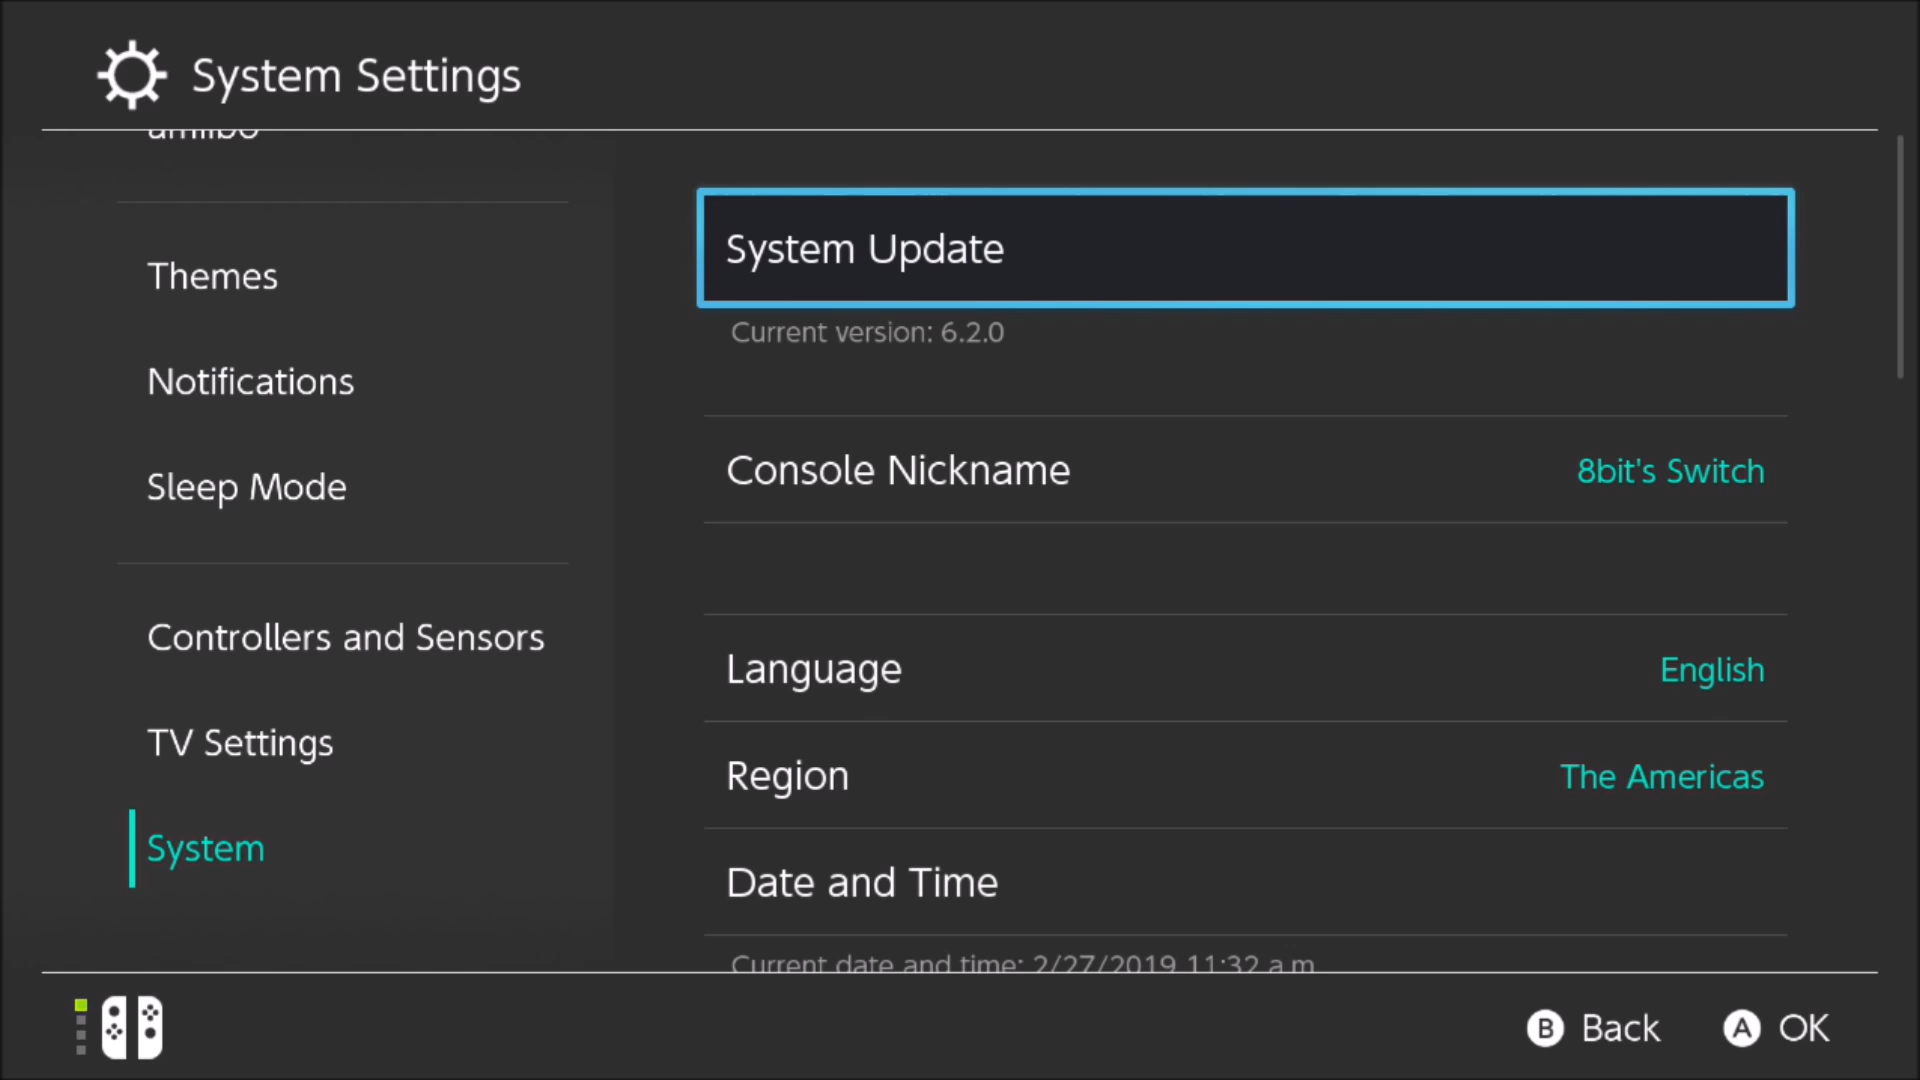 System Settings
amiibo
Themes
Notifications
Sleep Mode
Controllers and Sensors
TV Settings
System
System Update
Current version: 6.2.0
Console Nickname 8bit's Switch
Language English
Region The Americas
Date and Time
Current date and time: 2/27/2019 11:32 a.m
B Back A OK